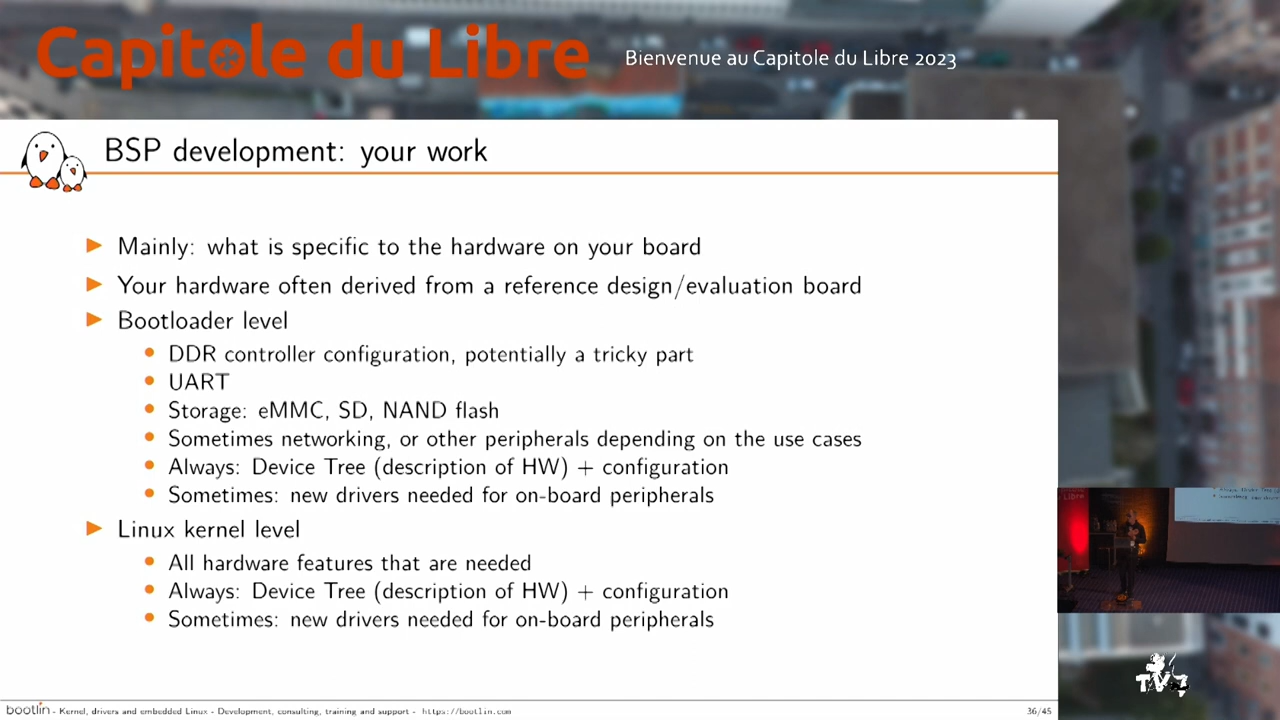 Capitole du Libre
Bienvenue au Capitole du Libre 2023
BSP development: your work
Mainly: what is specific to the hardware on your board
Your hardware often derived from a reference design/evaluation board
Bootloader level
DDR controller configuration, potentially a tricky part
UART
Storage: eMMC, SD, NAND flash
Sometimes networking, or other peripherals depending on the use cases
Always: Device Tree (description of HW) + configuration
Sometimes: new drivers needed for on-board peripherals
Linux kernel level
All hardware features that are needed
Always: Device Tree (description of HW) + configuration
Sometimes: new drivers needed for on-board peripherals
bootlin - Kernel, drivers and embedded Linux - Development, consulting, training and support - https://bootlin.com
36/45